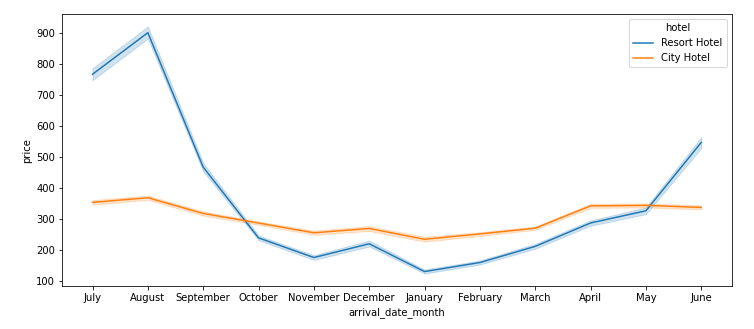 hotel
Resort Hotel
City Hotel
900
800
700
600
500
400
300
200
100
price
July August September October November December January February March April May June
arrival_date_month